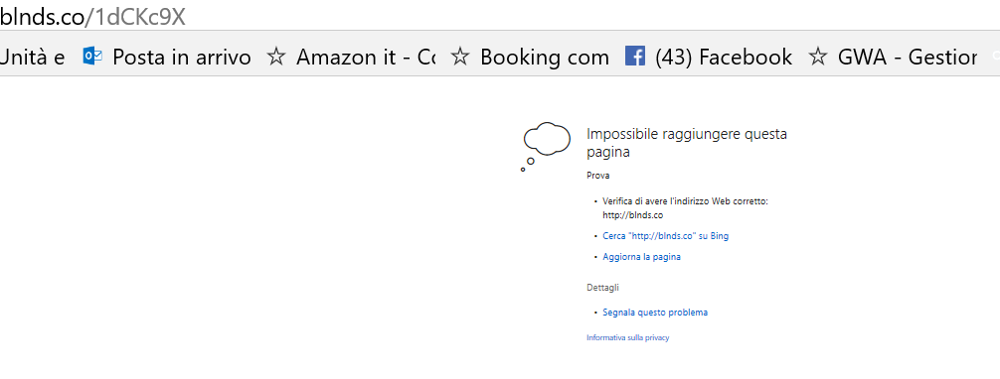 blnds.co/1dCKc9X
Unità e Posta in arrivo Amazon it - Co Booking com (43) Facebook GWA - Gestion
Impossibile raggiungere questa
pagina
Prova
• Verifica di avere l'indirizzo Web corretto:
http://blnds.co
• Cerca "http://blnds.co" su Bing
• Aggiorna la pagina
Dettagli
• Segnala questo problema
Informativa sulla privacy